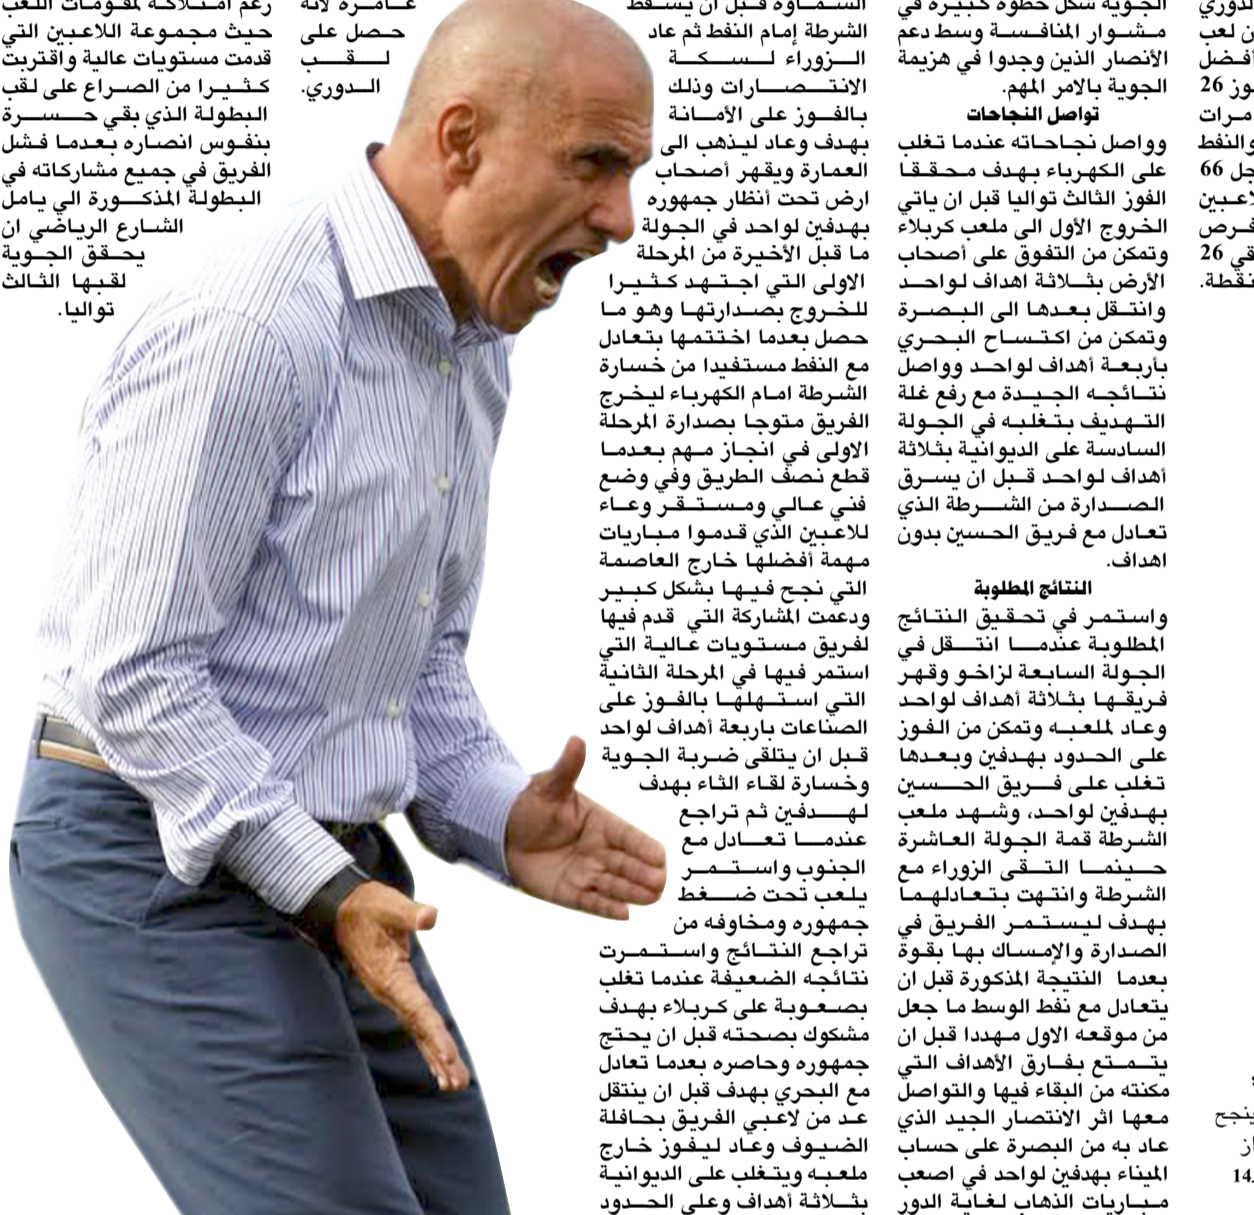 الدوري
ن لعب
أفضل
وز 26
مرات
والنفط
جل 66
لاعبين
فرص
قي 26
نقطة.
ينجح
از
الجوية شكل خطوة كبيرة في
مشوار المنافسة وسط دعم
الأنصار الذين وجدوا في هزيمة
الجوية بالامر المهم.
تواصل النجاحات
وواصل نجاحاته عندما تغلب
على الكهرباء بهدف محققا
الفوز الثالث تواليا قبل ان ياتي
الخروج الأول الى ملعب كربلاء
وتمكن من التفوق على أصحاب
الأرض بثلاثة اهداف لواحد
وانتقل بعدها الى البصرة
وتمكن من اكتساح البحري
بأربعة أهداف لواحد وواصل
نتائجه الجيدة مع رفع غلة
التهديف بتغلبه في الجولة
السادسة على الديوانية بثلاثة
أهداف لواحد قبل ان يسرق
الصدارة من الشرطة الذي
تعادل مع فريق الحسين بدون
اهداف.
النتائج المطلوبة
واستمر في تحقيق النتائج
المطلوبة عندما انتقل في
الجولة السابعة لزاخو وقهر
فريقها بثلاثة أهداف لواحد
وعاد لملعبه وتمكن من الفوز
على الحدود بهدفين وبعدها
تغلب على فريق الحسين
بهدفين لواحد، وشهد ملعب
الشرطة قمة الجولة العاشرة
حينما التقى الزوراء مع
الشرطة وانتهت بتعادلهما
بهدف ليستمر الفريق في
الصدارة والإمساك بها بقوة
بعدما النتيجة المذكورة قبل ان
يتعادل مع نفط الوسط ما جعل
من موقعه الاول مهددا قبل ان
يتمتع بفارق الأهداف التي
مكنته من البقاء فيها والتواصل
معها اثر الانتصار الجيد الذي
عاد به من البصرة على حساب
الميناء بهدفين لواحد في اصعب
مباريات الذهاب لغاية الدور
السماوة قبل ان يسقط
الشرطة إمام النفط ثم عاد
الزوراء لسكة
الانتصارات وذلك
بالفوز على الأمانة
بهدف وعاد ليذهب الى
العمارة ويقهر أصحاب
ارض تحت أنظار جمهوره
بهدفين لواحد في الجولة
ما قبل الأخيرة من المرحلة
الاولى التي اجتهد كثيرا
للخروج بصدارتها وهو ما
حصل بعدما اختتمها بتعادل
مع النفط مستفيدا من خسارة
الشرطة امام الكهرباء ليخرج
الفريق متوجا بصدارة المرحلة
الاولى في انجاز مهم بعدما
قطع نصف الطريق وفي وضع
فني عالي ومستقر وعاء
للاعبين الذي قدموا مباريات
مهمة أفضلها خارج العاصمة
التي نجح فيها بشكل كبير
ودعمت المشاركة التي قدم فيها
لفريق مستويات عالية التي
استمر فيها في المرحلة الثانية
التي استهلها بالفوز على
الصناعات باربعة أهداف لواحد
قبل ان يتلقى ضربة الجوية
وخسارة لقاء الثاء بهدف
لهدفين ثم تراجع
عندما تعادل مع
الجنوب واستمر
يلعب تحت ضغط
جمهوره ومخاوفه من
تراجع النتائج واستمرت
نتائجه الضعيفة عندما تغلب
بصعوبة على كربلاء بهدف
مشكوك بصحته قبل ان يحتج
جمهوره وحاصره بعدما تعادل
مع البحري بهدف قبل ان ينتقل
عد من لاعبي الفريق بحافلة
الضيوف وعاد ليفوز خارج
ملعبه ويتغلب على الديوانية
بثلاثة أهداف وعلى الحدود
عامرة لانه
حصل على
لقب
الدوري.
رغم امتلاكه لمقومات اللعب
حيث مجموعة اللاعبين التي
قدمت مستويات عالية واقتربت
كثيرا من الصراع على لقب
البطولة الذي بقي حسرة
بنفوس انصاره بعدما فشل
الفريق في جميع مشاركاته في
البطولة المذكورة الي يامل
الشارع الرياضي ان
يحقق الجوية
لقبها الثالث
تواليا.